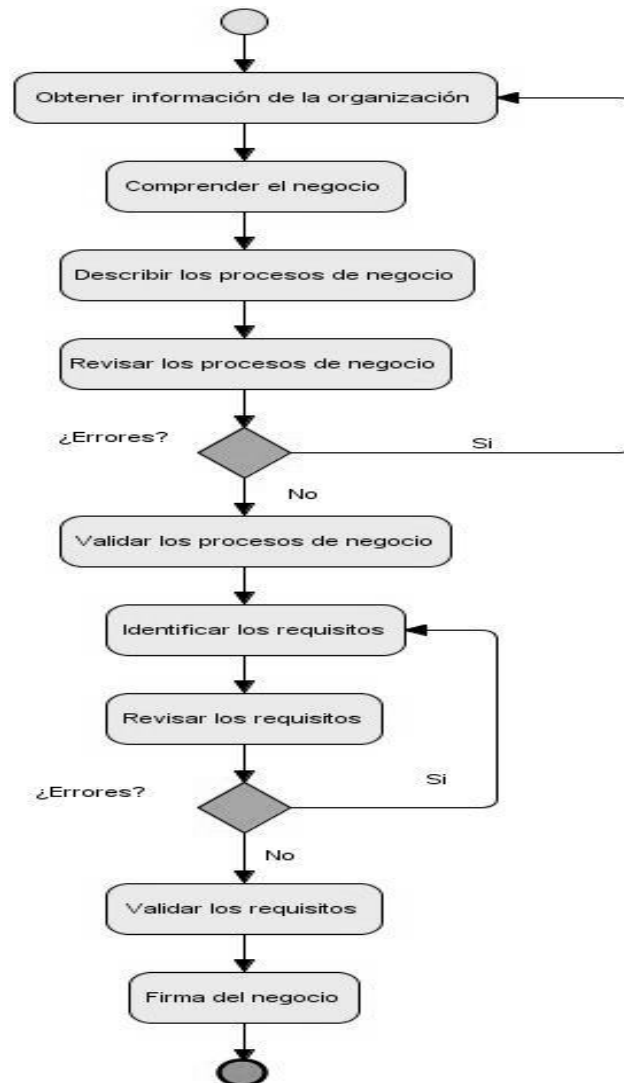 Obtener información de la organización
Comprender el negocio
Describir los procesos de negocio
Revisar los procesos de negocio
¿Errores?
Si
No
Validar los procesos de negocio
Identificar los requisitos
Revisar los requisitos
¿Errores?
Si
No
Validar los requisitos
Firma del negocio